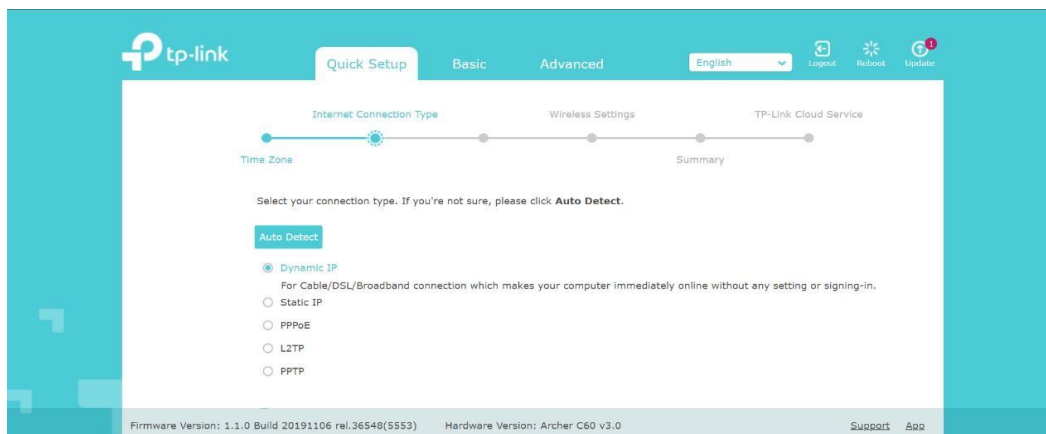 tp-link
Quick Setup Basic Advanced English Logout Reboot Update 1
Internet Connection Type Wireless Settings TP-Link Cloud Service
Time Zone Summary
Select your connection type. If you're not sure, please click Auto Detect.
Auto Detect
Dynamic IP
For Cable/DSL/Broadband connection which makes your computer immediately online without any setting or signing-in.
Static IP
PPPoE
L2TP
PPTP
Firmware Version: 1.1.0 Build 20191106 rel.36548(5553) Hardware Version: Archer C60 v3.0 Support App